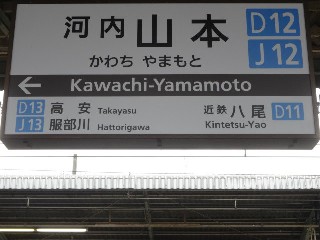 河内山本 D12
かわち やまもと J12
← Kawachi-Yamamoto
D13 高安 Takayasu
J13 服部川 Hattorigawa
近鉄八尾 D11
Kintetsu-Yao